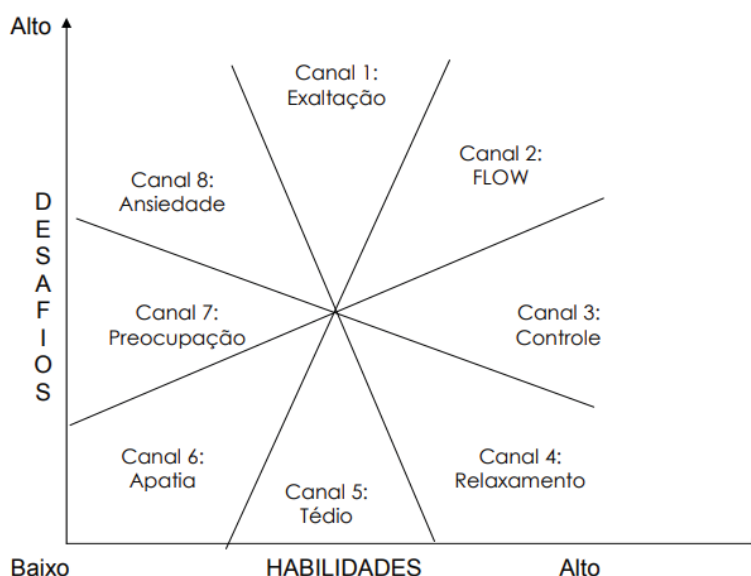 Alto
Canal 1:
Exaltação
Canal 2:
FLOW
Canal 8:
Ansiedade
D
E
S
A
F
I
O
S
Canal 7:
Preocupação
Canal 3:
Controle
Canal 6:
Apatia
Canal 5:
Tédio
Canal 4:
Relaxamento
Baixo
HABILIDADES
Alto